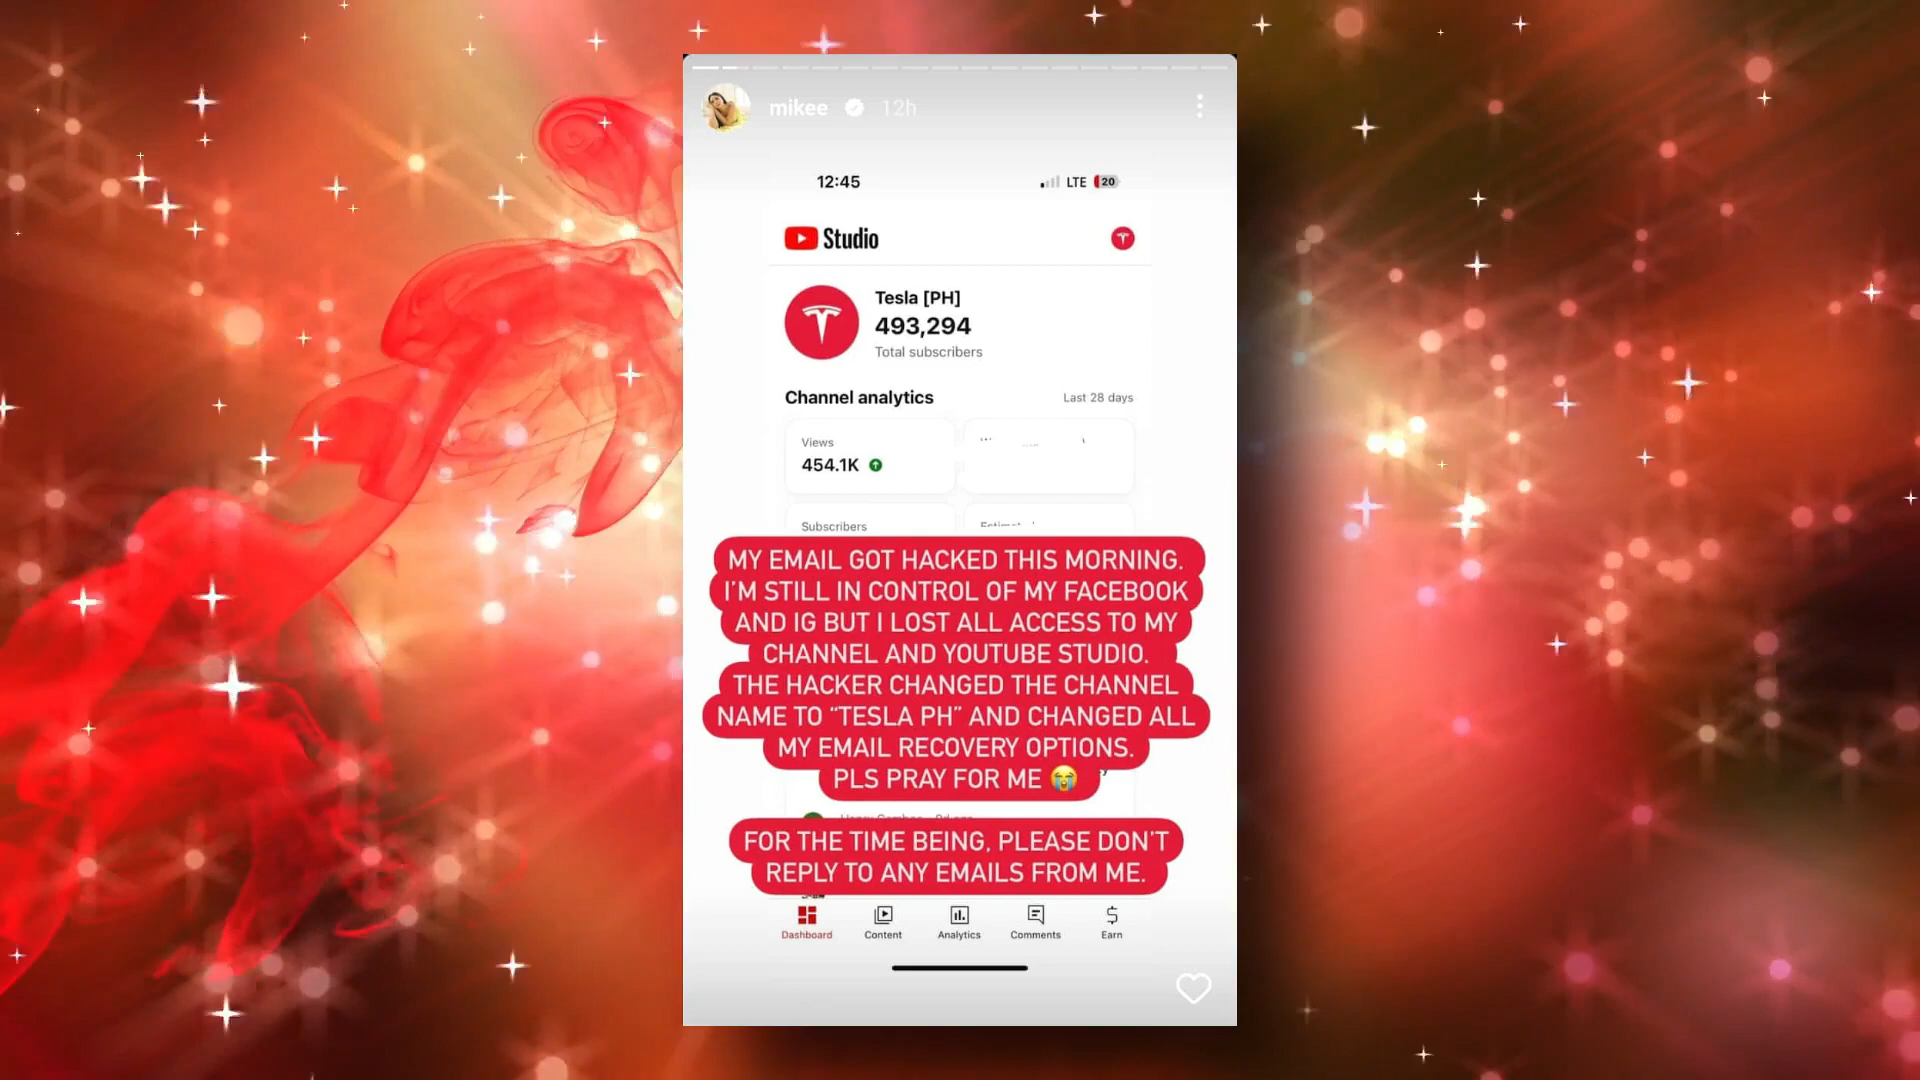 mikee 12h
12:45 LTE 20
Studio
Tesla [PH]
493,294
Total subscribers
Channel analytics Last 28 days
Views
454.1K
Subscribers
MY EMAIL GOT HACKED THIS MORNING.
I'M STILL IN CONTROL OF MY FACEBOOK
AND IG BUT I LOST ALL ACCESS TO MY
CHANNEL AND YOUTUBE STUDIO.
THE HACKER CHANGED THE CHANNEL
NAME TO “TESLA PH” AND CHANGED ALL
MY EMAIL RECOVERY OPTIONS.
PLS PRAY FOR ME 😭
FOR THE TIME BEING, PLEASE DON'T
REPLY TO ANY EMAILS FROM ME.
Dashboard Content Analytics Comments Earn